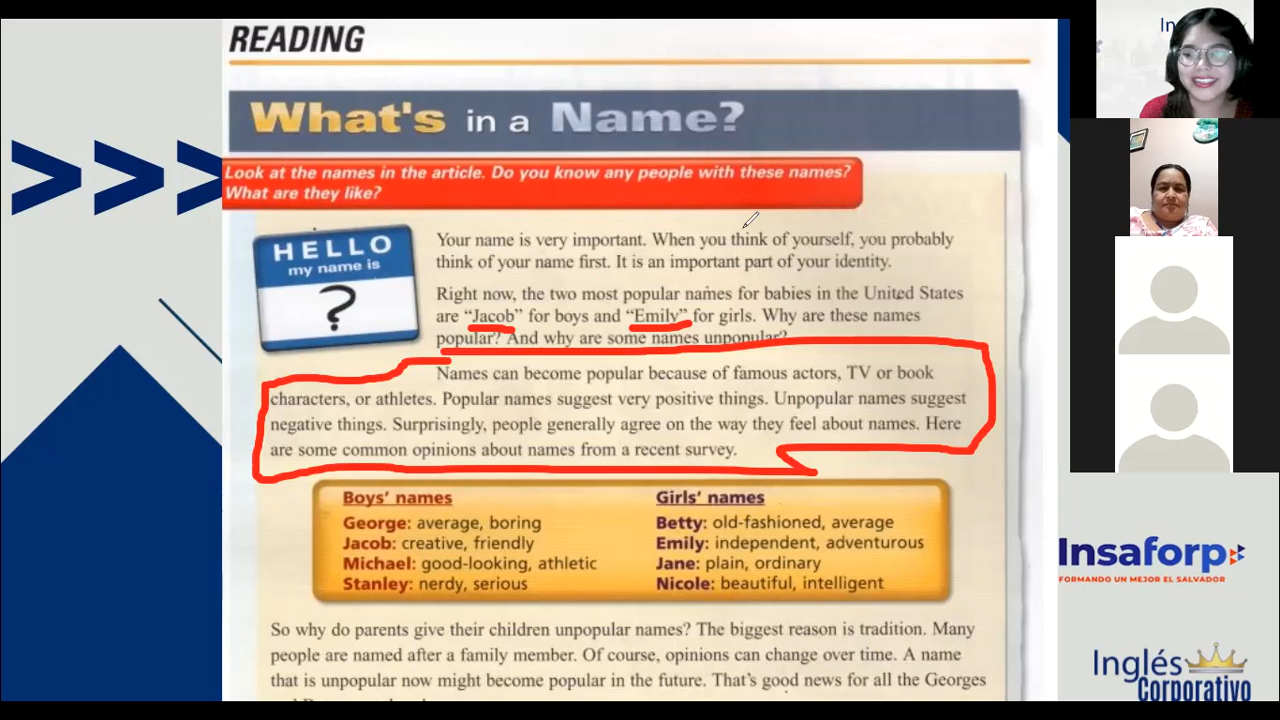 READING
What's in a Name?
Look at the names in the article. Do you know any people with these names?
What are they like?
HELLO
my name is
?
Your name is very important. When you think of yourself, you probably
think of your name first. It is an important part of your identity.
Right now, the two most popular names for babies in the United States
are “Jacob” for boys and “Emily” for girls. Why are these names
popular? And why are some names unpopular?
Names can become popular because of famous actors, TV or book
characters, or athletes. Popular names suggest very positive things. Unpopular names suggest
negative things. Surprisingly, people generally agree on the way they feel about names. Here
are some common opinions about names from a recent survey.
Boys' names
George: average, boring
Jacob: creative, friendly
Michael: good-looking, athletic
Stanley: nerdy, serious
Girls' names
Betty: old-fashioned, average
Emily: independent, adventurous
Jane: plain, ordinary
Nicole: beautiful, intelligent
So why do parents give their children unpopular names? The biggest reason is tradition. Many
people are named after a family member. Of course, opinions can change over time. A name
that is unpopular now might become popular in the future. That's good news for all the Georges
Insaforp
FORMANDO UN MEJOR EL SALVADOR
Inglés
Corporativo